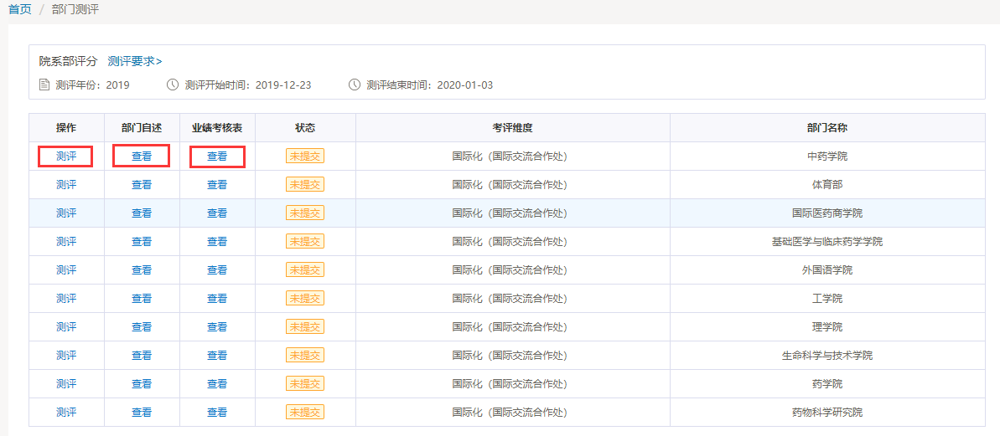 首页 / 部门测评
院系部评分 测评要求>
测评年份：2019 测评开始时间：2019-12-23 测评结束时间：2020-01-03
操作 部门自述 业绩考核表 状态 考评维度 部门名称
测评 查看 查看 未提交 国际化（国际交流合作处） 中药学院
测评 查看 查看 未提交 国际化（国际交流合作处） 体育部
测评 查看 查看 未提交 国际化（国际交流合作处） 国际医药商学院
测评 查看 查看 未提交 国际化（国际交流合作处） 基础医学与临床药学学院
测评 查看 查看 未提交 国际化（国际交流合作处） 外国语学院
测评 查看 查看 未提交 国际化（国际交流合作处） 工学院
测评 查看 查看 未提交 国际化（国际交流合作处） 理学院
测评 查看 查看 未提交 国际化（国际交流合作处） 生命科学与技术学院
测评 查看 查看 未提交 国际化（国际交流合作处） 药学院
测评 查看 查看 未提交 国际化（国际交流合作处） 药物科学研究院